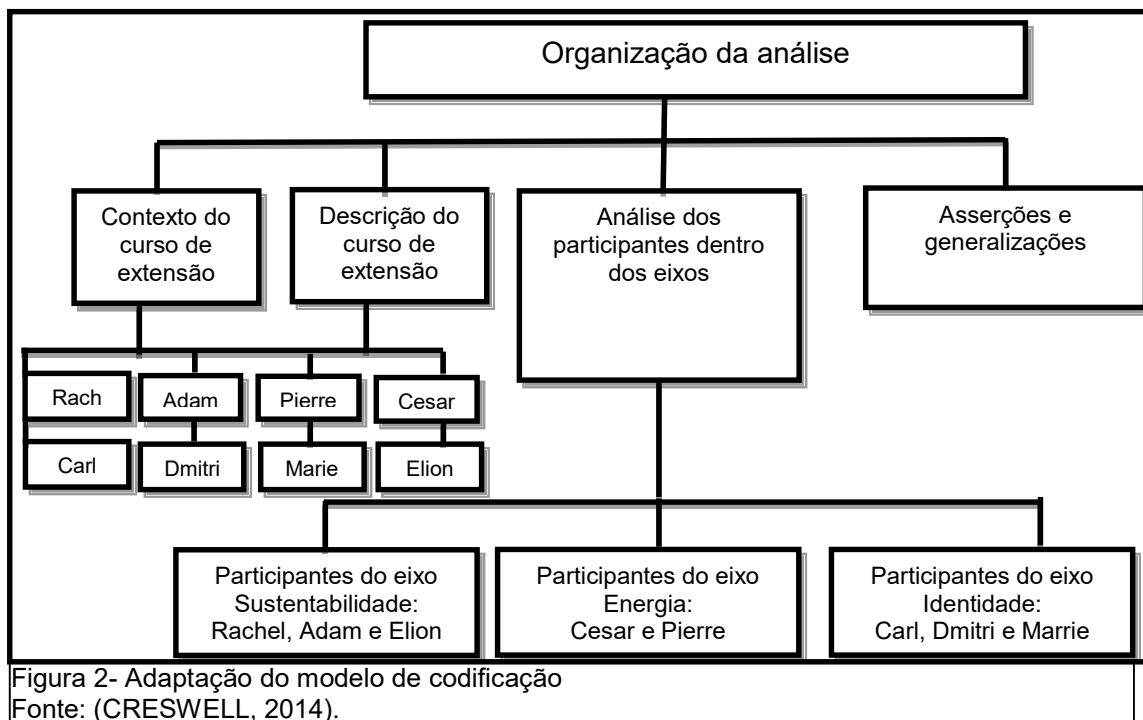 Organização da análise
Contexto do
curso de
extensão
Descrição do
curso de
extensão
Análise dos
participantes dentro
dos eixos
Asserções e
generalizações
Rach
Adam
Pierre
Cesar
Carl
Dmitri
Marie
Elion
Participantes do eixo
Sustentabilidade:
Rachel, Adam e Elion
Participantes do eixo
Energia:
Cesar e Pierre
Participantes do eixo
Identidade:
Carl, Dmitri e Marrie
Figura 2- Adaptação do modelo de codificação
Fonte: (CRESWELL, 2014).